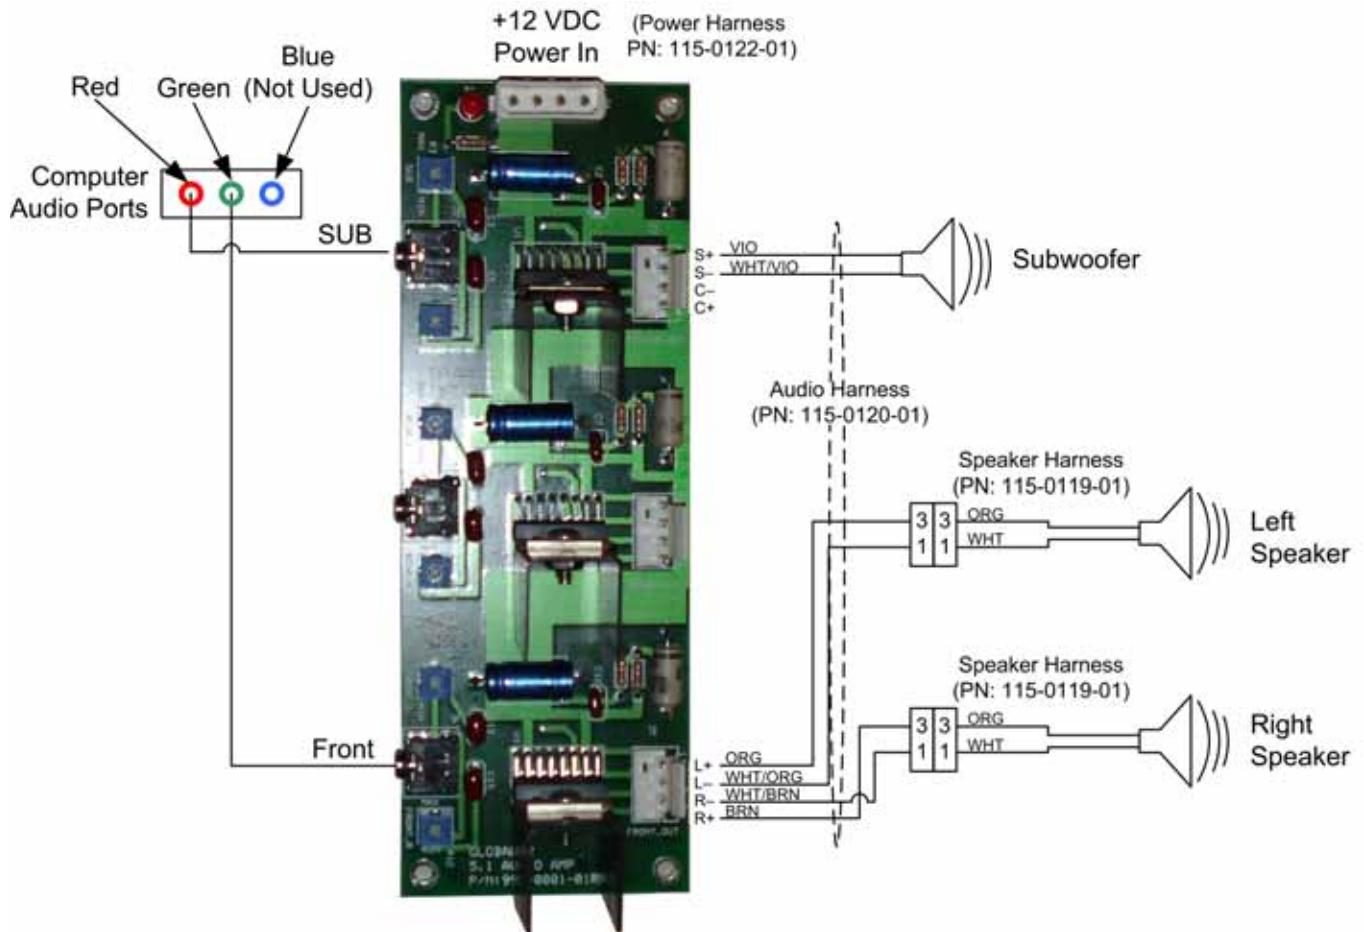 +12 VDC
Power In
(Power Harness
PN: 115-0122-01)
Blue
(Not Used)
Red
Green
Computer
Audio Ports
SUB
S+
VIO
S–
WHT/VIO
C–
C+
Subwoofer
Audio Harness
(PN: 115-0120-01)
Speaker Harness
(PN: 115-0119-01)
3 3
ORG
1 1
WHT
Left
Speaker
Speaker Harness
(PN: 115-0119-01)
3 3
ORG
1 1
WHT
Right
Speaker
Front
L+
ORG
L–
WHT/ORG
R–
WHT/BRN
R+
BRN
FRONT OUT
5.1 AMP